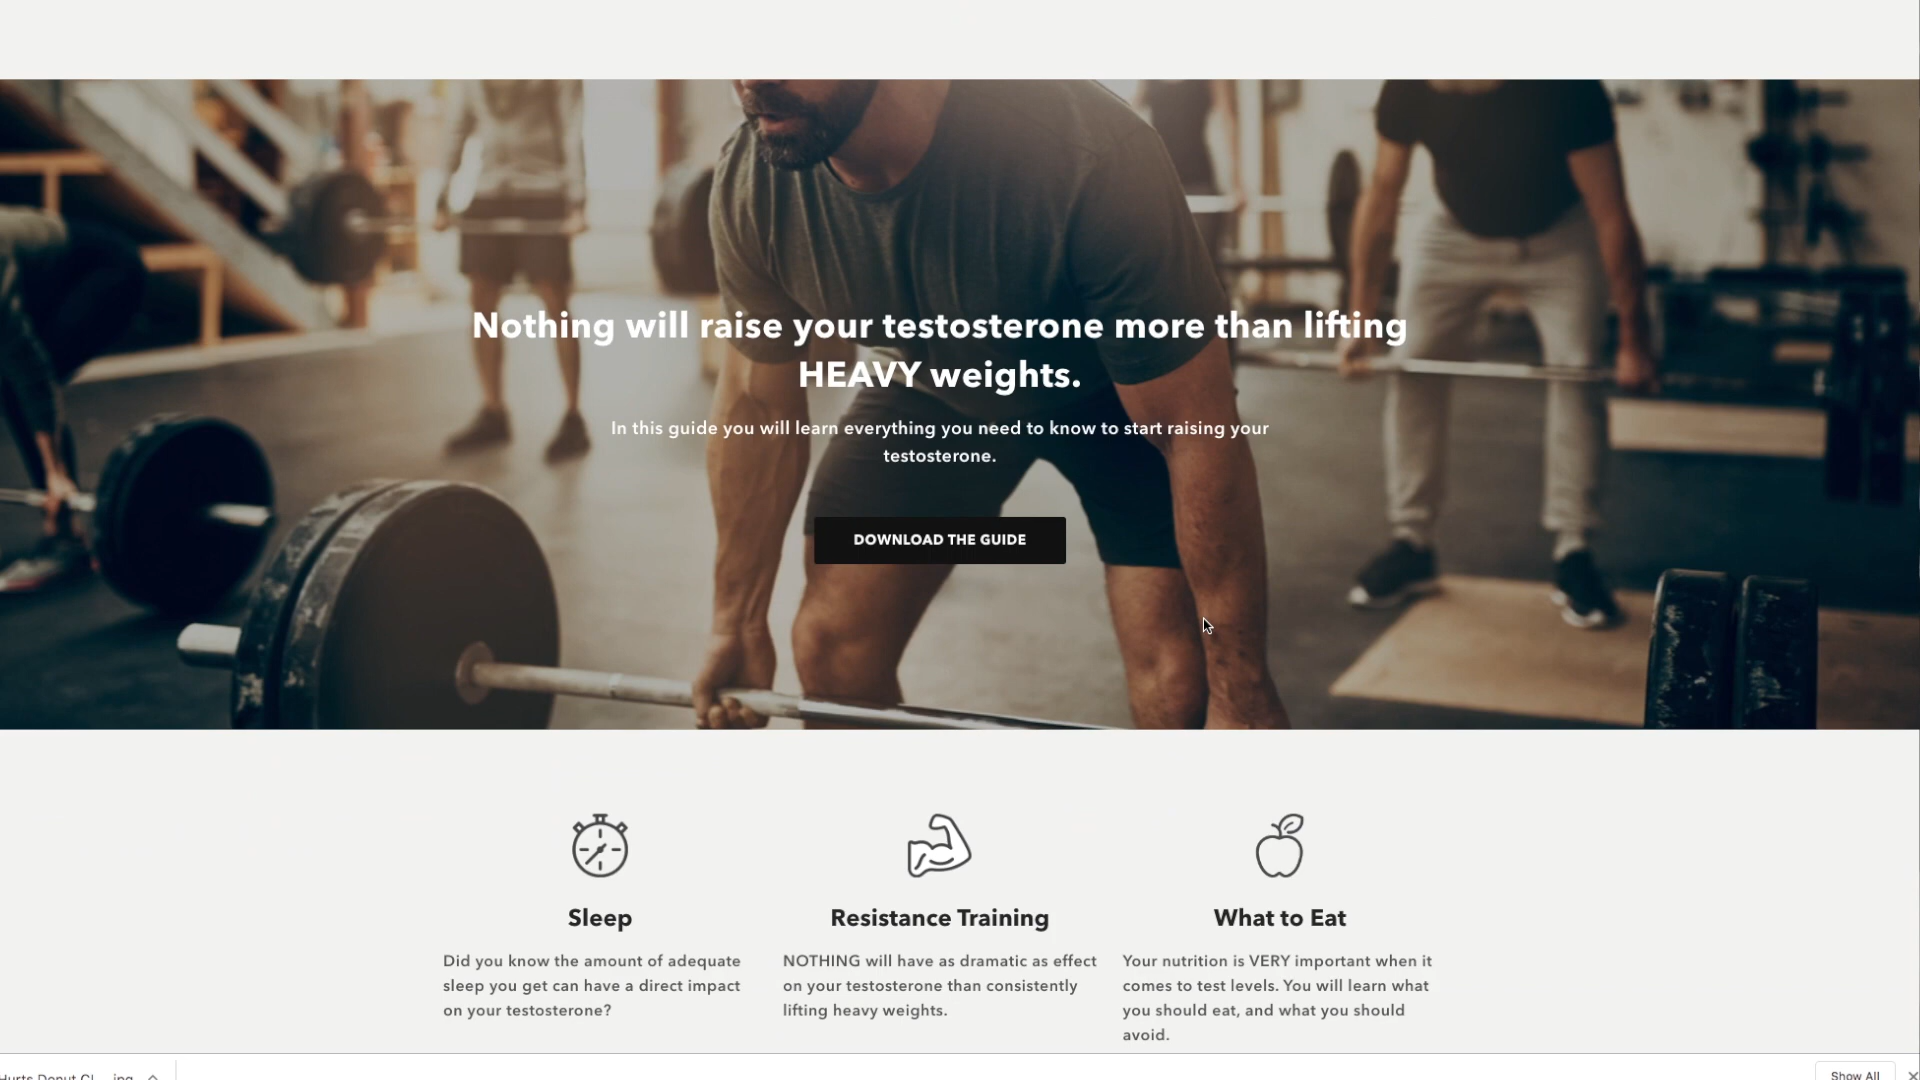 Nothing will raise your testosterone more than lifting
HEAVY weights.
In this guide you will learn everything you need to know to start raising your
testosterone.
DOWNLOAD THE GUIDE
Sleep
Did you know the amount of adequate
sleep you get can have a direct impact
on your testosterone?
Resistance Training
NOTHING will have as dramatic as effect
on your testosterone than consistently
lifting heavy weights.
What to Eat
Your nutrition is VERY important when it
comes to test levels. You will learn what
you should eat, and what you should
avoid.
Hurts Donut
Show All